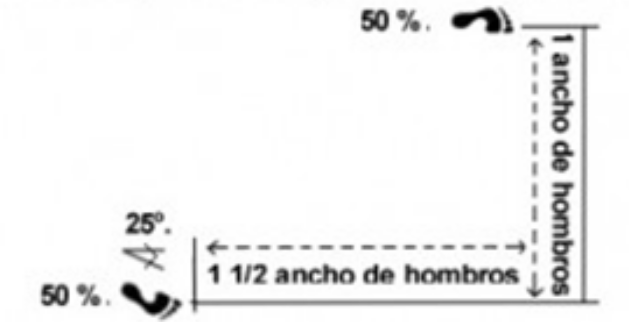 50 %.
1 ancho de hombros
25º.
1 1/2 ancho de hombros
50 %.